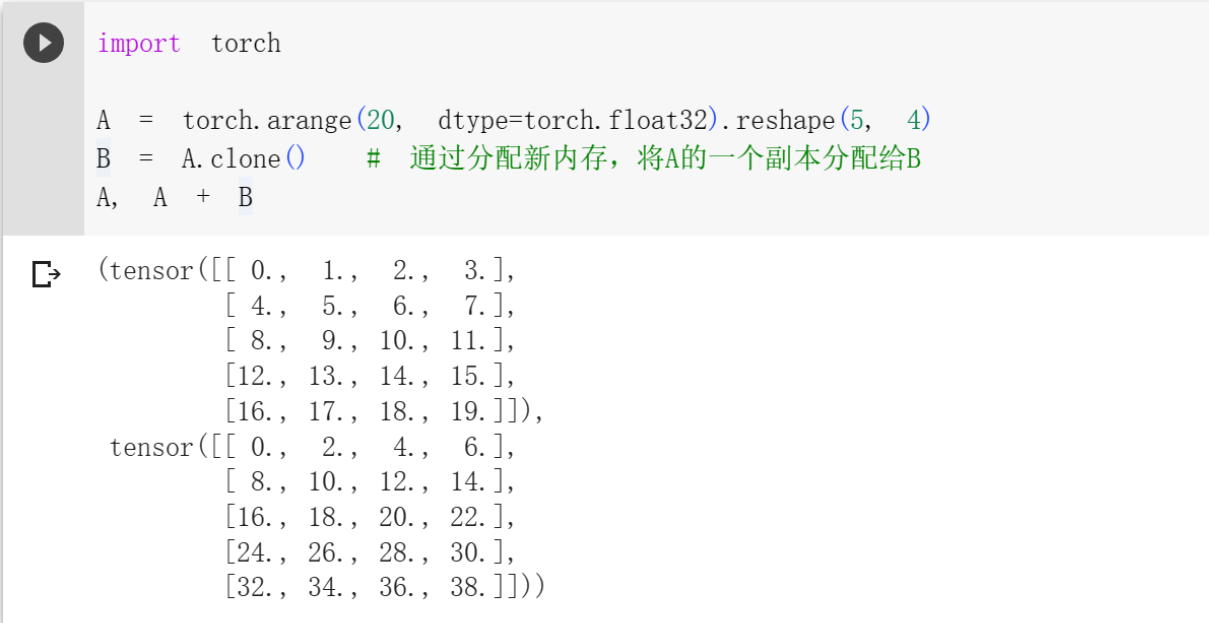 import torch
A = torch.arange(20, dtype=torch.float32).reshape(5, 4)
B = A.clone() # 通过分配新内存，将A的一个副本分配给B
A, A + B
(tensor([[ 0., 1., 2., 3.],
[ 4., 5., 6., 7.],
[ 8., 9., 10., 11.],
[12., 13., 14., 15.],
[16., 17., 18., 19.]]),
tensor([[ 0., 2., 4., 6.],
[ 8., 10., 12., 14.],
[16., 18., 20., 22.],
[24., 26., 28., 30.],
[32., 34., 36., 38.]]))